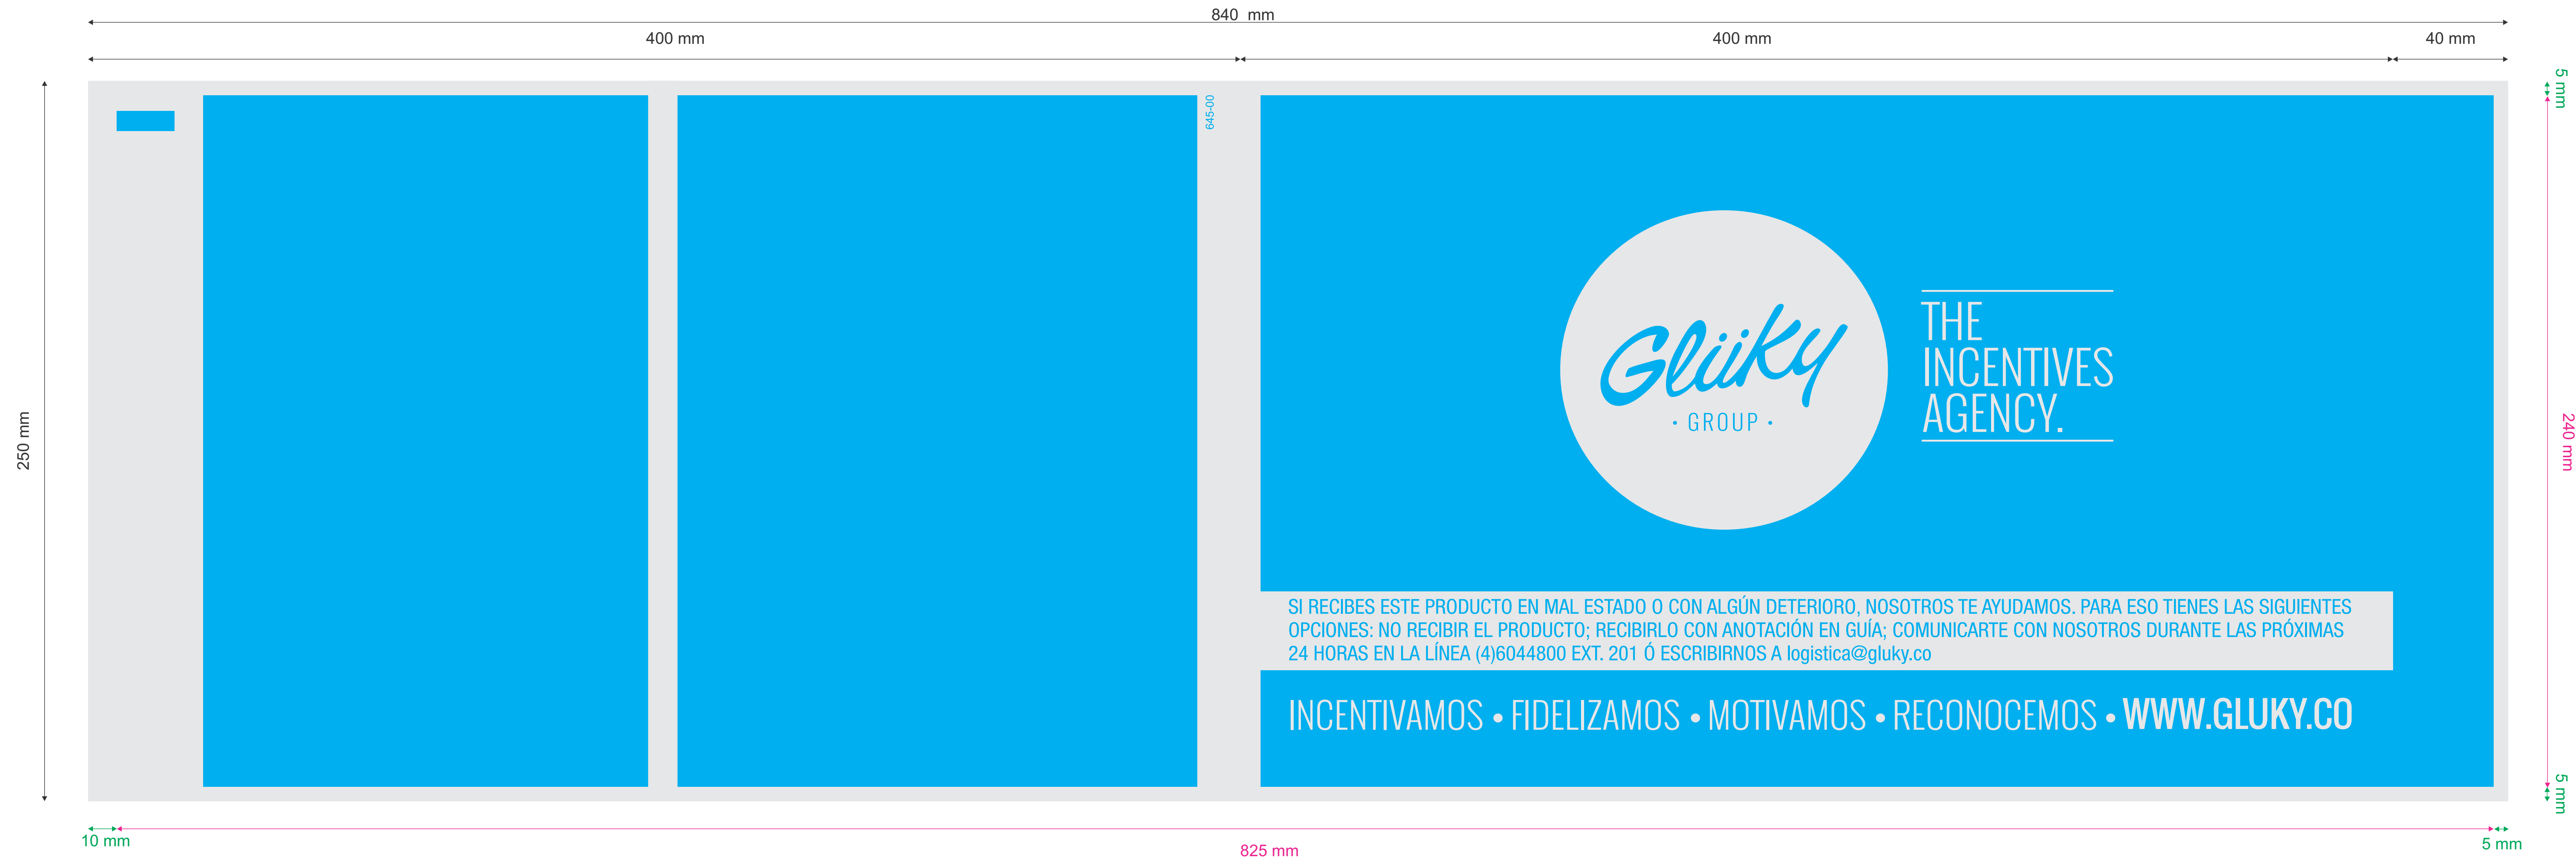 840 mm
400 mm
400 mm
40 mm
5 mm
645-00
Glüky
• GROUP •
THE
INCENTIVES
AGENCY.
250 mm
240 mm
SI RECIBES ESTE PRODUCTO EN MAL ESTADO O CON ALGÚN DETERIORO, NOSOTROS TE AYUDAMOS. PARA ESO TIENES LAS SIGUIENTES
OPCIONES: NO RECIBIR EL PRODUCTO; RECIBIRLO CON ANOTACIÓN EN GUÍA; COMUNICARTE CON NOSOTROS DURANTE LAS PRÓXIMAS
24 HORAS EN LA LÍNEA (4)6044800 EXT. 201 Ó ESCRIBIRNOS A logistica@gluky.co
INCENTIVAMOS • FIDELIZAMOS • MOTIVAMOS • RECONOCEMOS • WWW.GLUKY.CO
5 mm
10 mm
825 mm
5 mm